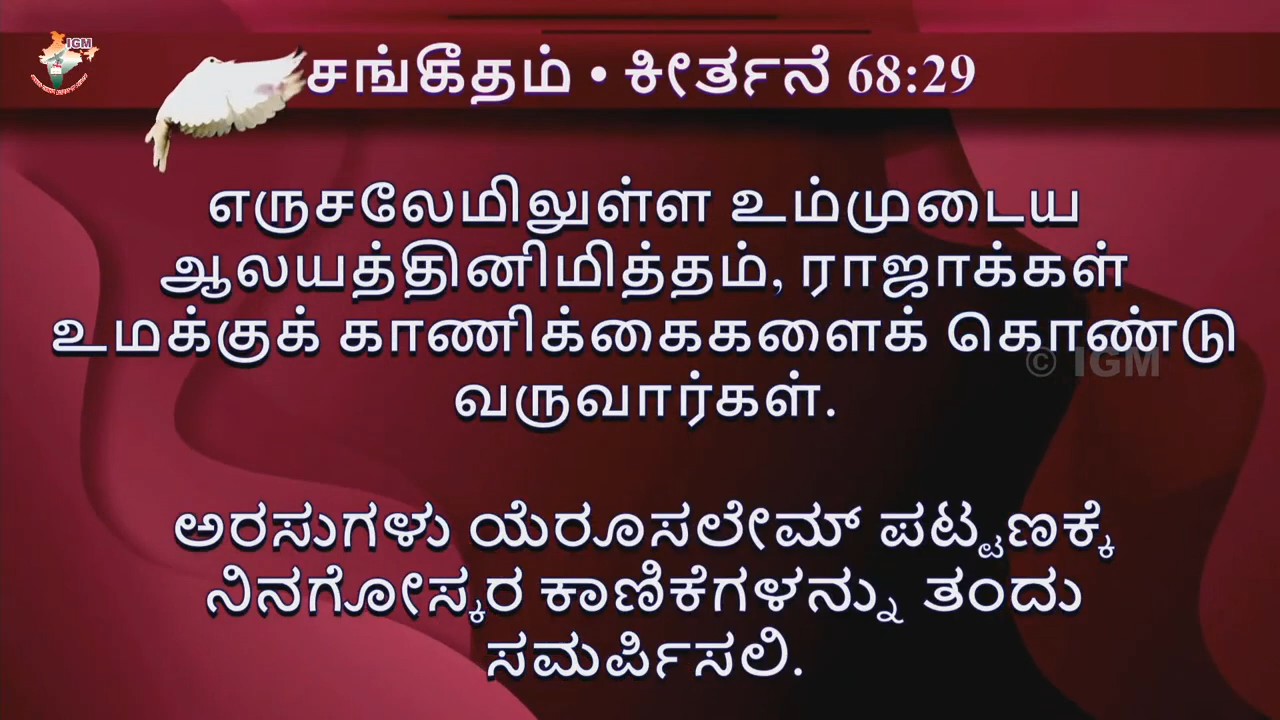 IGM
சங்கீதம் • ಕೀರ್ತನೆ 68:29
எருசலேமிலுள்ள உம்முடைய
ஆலயத்தினிமித்தம், ராஜாக்கள்
உமக்குக் காணிக்கைகளைக் கொண்டு
வருவார்கள்.
© IGM
ಅರಸುಗಳು ಯೆರೂಸಲೇಮ್ ಪಟ್ಟಣಕ್ಕೆ
ನಿನಗೋಸ್ಕರ ಕಾಣಿಕೆಗಳನ್ನು ತಂದು
ಸಮರ್ಪಿಸಲಿ.